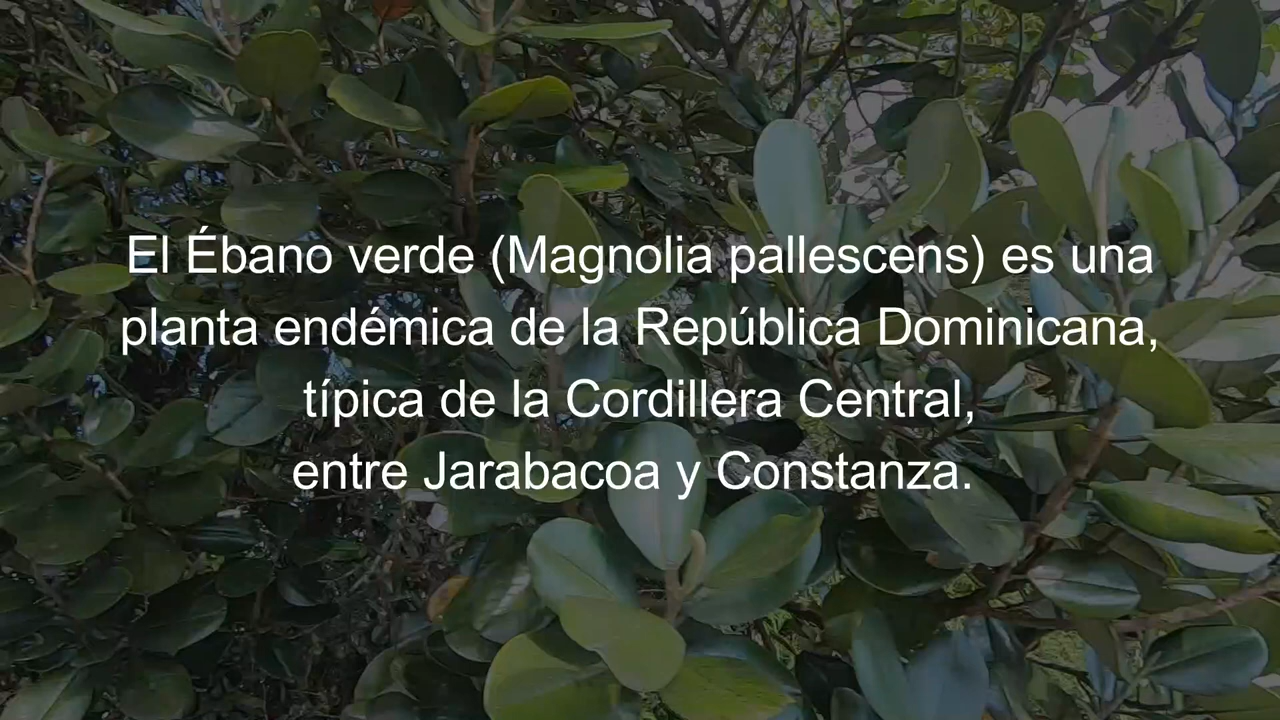 El Ébano verde (Magnolia pallescens) es una
planta endémica de la República Dominicana,
típica de la Cordillera Central,
entre Jarabacoa y Constanza.